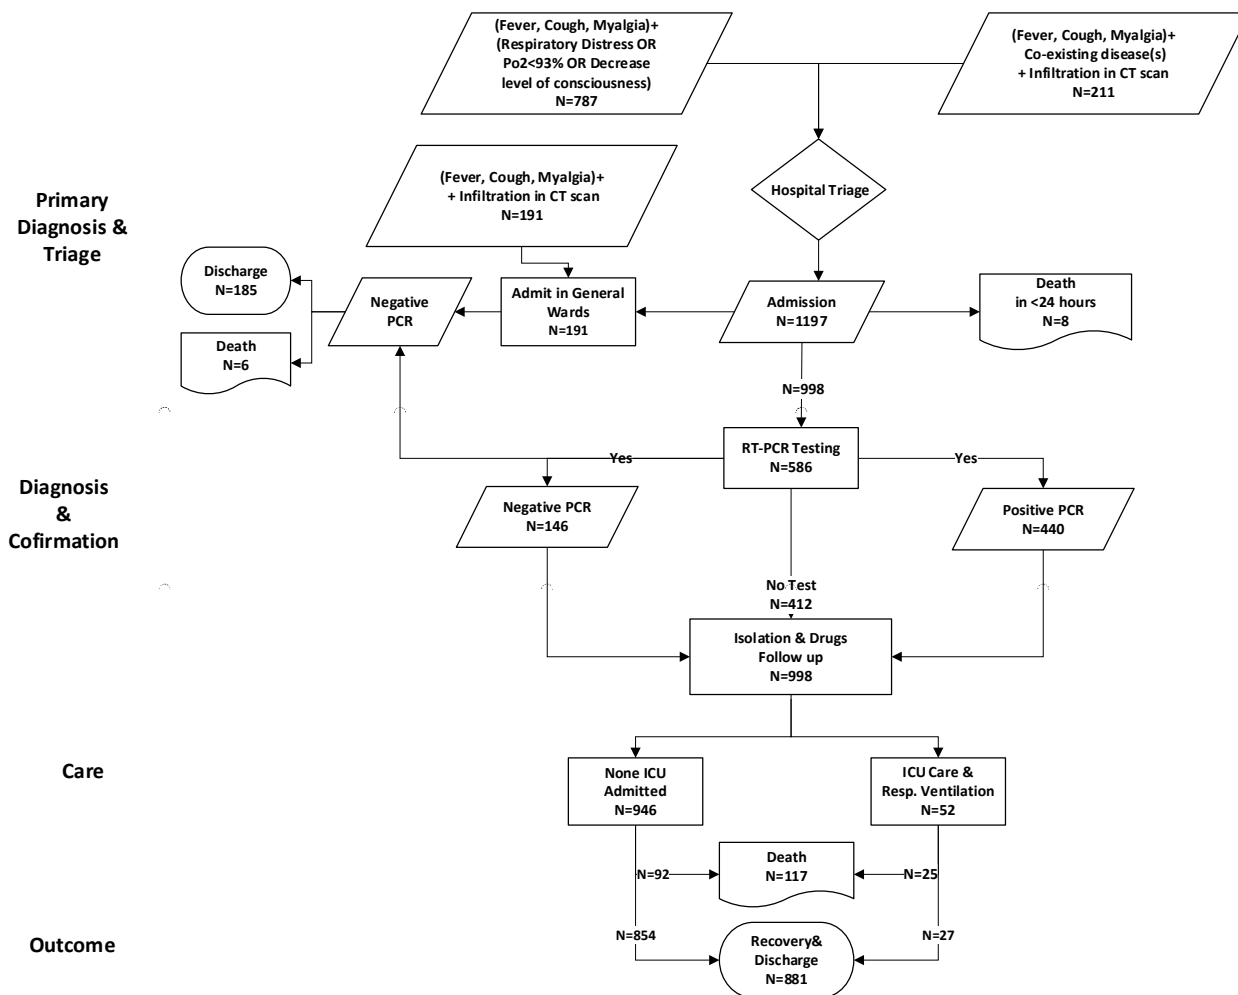 (Fever, Cough, Myalgia)+
(Respiratory Distress OR
Po2<93% OR Decrease
level of consciousness)
N=787
(Fever, Cough, Myalgia)+
Co-existing disease(s)
+ Infiltration in CT scan
N=211
(Fever, Cough, Myalgia)+
+ Infiltration in CT scan
N=191
Hospital Triage
Primary
Diagnosis &
Triage
Discharge
N=185
Death
N=6
Negative
PCR
Admit in General
Wards
N=191
Admission
N=1197
Death
in <24 hours
N=8
N=998
RT-PCR Testing
N=586
Yes
Yes
Diagnosis
&
Cofirmation
Negative PCR
N=146
Positive PCR
N=440
No Test
N=412
Isolation & Drugs
Follow up
N=998
Care
None ICU
Admitted
N=946
ICU Care &
Resp. Ventilation
N=52
N=92
Death
N=117
N=25
Outcome
N=854
Recovery&
Discharge
N=881
N=27